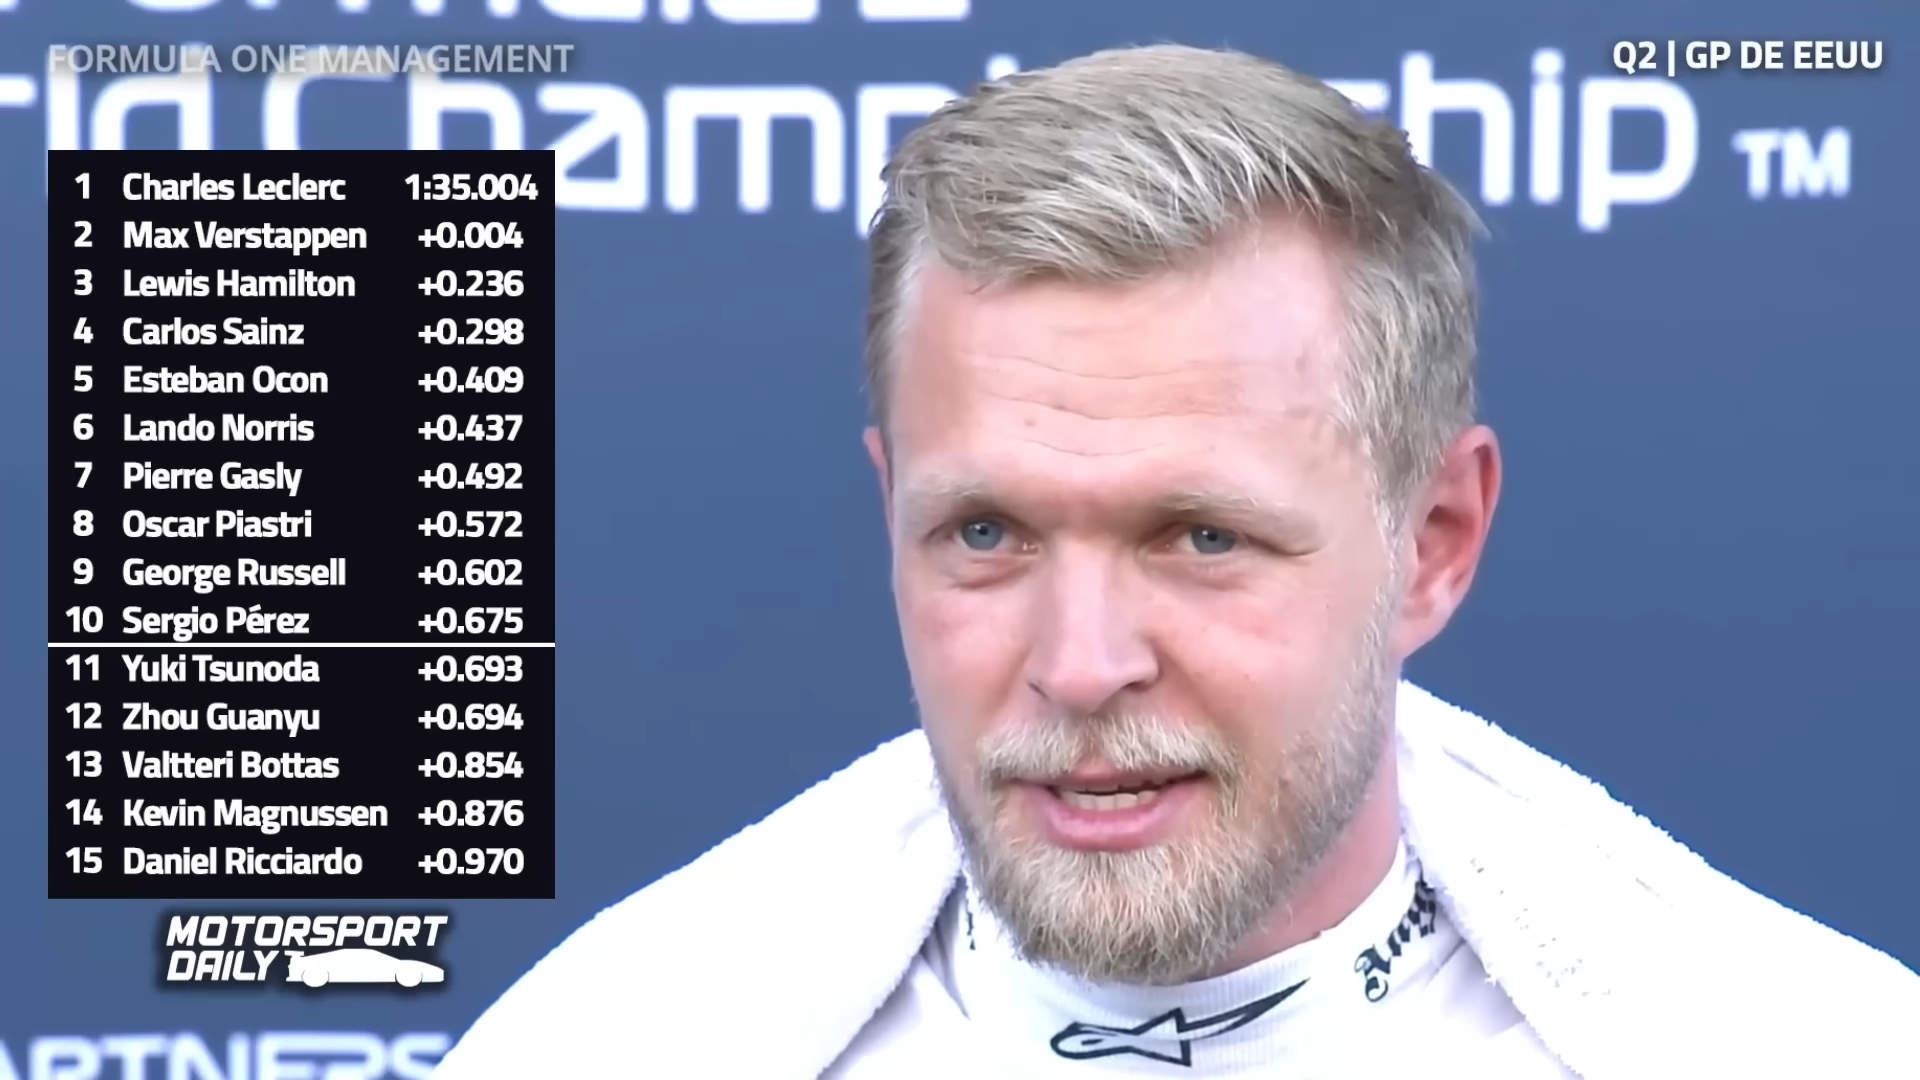 FORMULA ONE MANAGEMENT
Q2 | GP DE EEUU
1 Charles Leclerc 1:35.004
2 Max Verstappen +0.004
3 Lewis Hamilton +0.236
4 Carlos Sainz +0.298
5 Esteban Ocon +0.409
6 Lando Norris +0.437
7 Pierre Gasly +0.492
8 Oscar Piastri +0.572
9 George Russell +0.602
10 Sergio Pérez +0.675
11 Yuki Tsunoda +0.693
12 Zhou Guanyu +0.694
13 Valtteri Bottas +0.854
14 Kevin Magnussen +0.876
15 Daniel Ricciardo +0.970
MOTORSPORT
DAILY
TM